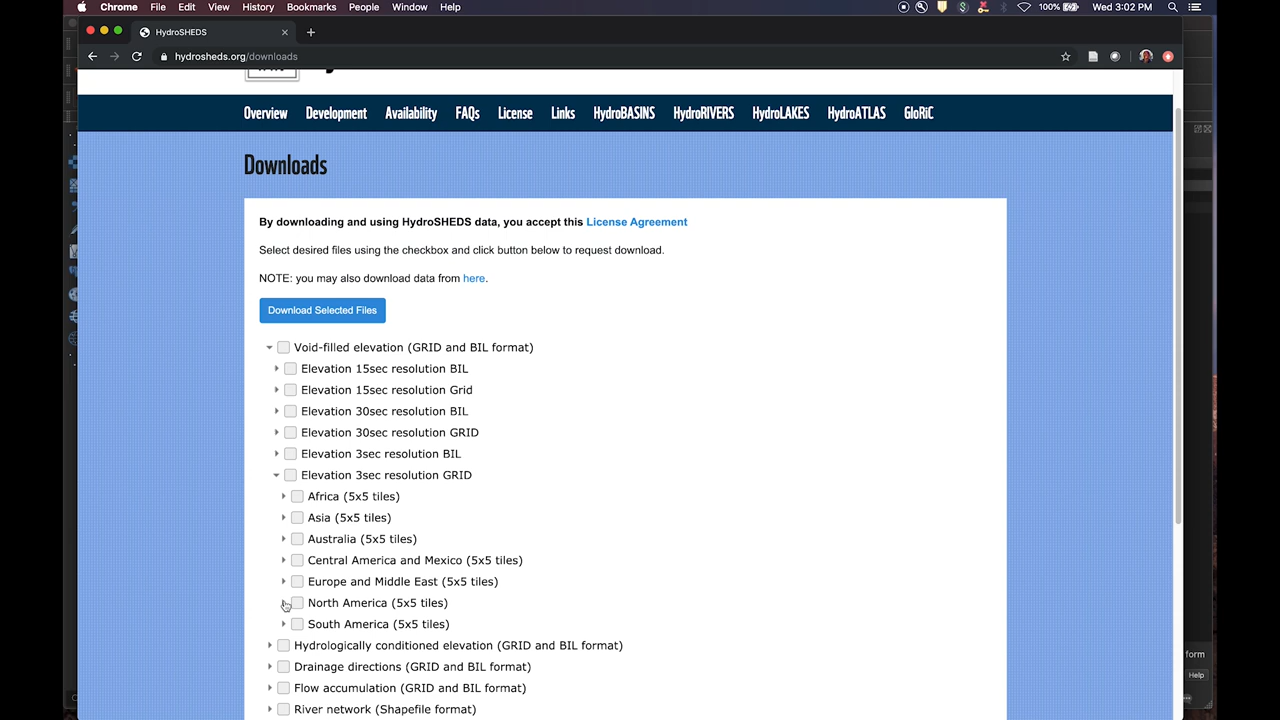 Chrome File Edit View History Bookmarks People Window Help 100% Wed 3:02 PM
HydroSHEDS
hydrosheds.org/downloads
Overview Development Availability FAQs License Links HydroBASINS HydroRIVERS HydroLAKES HydroATLAS GloRiC
Downloads
By downloading and using HydroSHEDS data, you accept this License Agreement
Select desired files using the checkbox and click button below to request download.
NOTE: you may also download data from here.
Download Selected Files
Void-filled elevation (GRID and BIL format)
Elevation 15sec resolution BIL
Elevation 15sec resolution Grid
Elevation 30sec resolution BIL
Elevation 30sec resolution GRID
Elevation 3sec resolution BIL
Elevation 3sec resolution GRID
Africa (5x5 tiles)
Asia (5x5 tiles)
Australia (5x5 tiles)
Central America and Mexico (5x5 tiles)
Europe and Middle East (5x5 tiles)
North America (5x5 tiles)
South America (5x5 tiles)
Hydrologically conditioned elevation (GRID and BIL format)
form
Drainage directions (GRID and BIL format)
Help
Flow accumulation (GRID and BIL format)
network (Shapefile format)